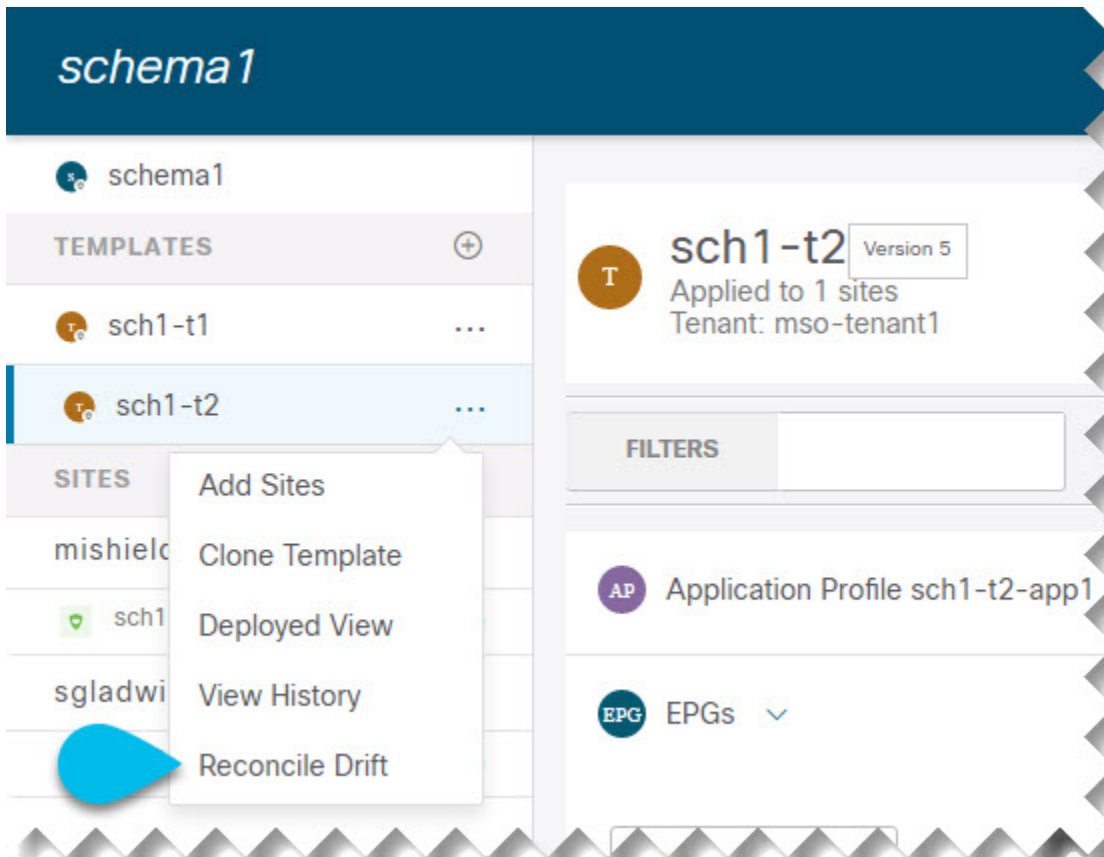 schema1
schema1
TEMPLATES
sch1-t1
...
sch1-t2
...
SITES
Add Sites
Clone Template
Deployed View
View History
Reconcile Drift
sch1
T
sch1-t2 Version 5
Applied to 1 sites
Tenant: mso-tenant1
FILTERS
AP Application Profile sch1-t2-app1
EPG EPGs